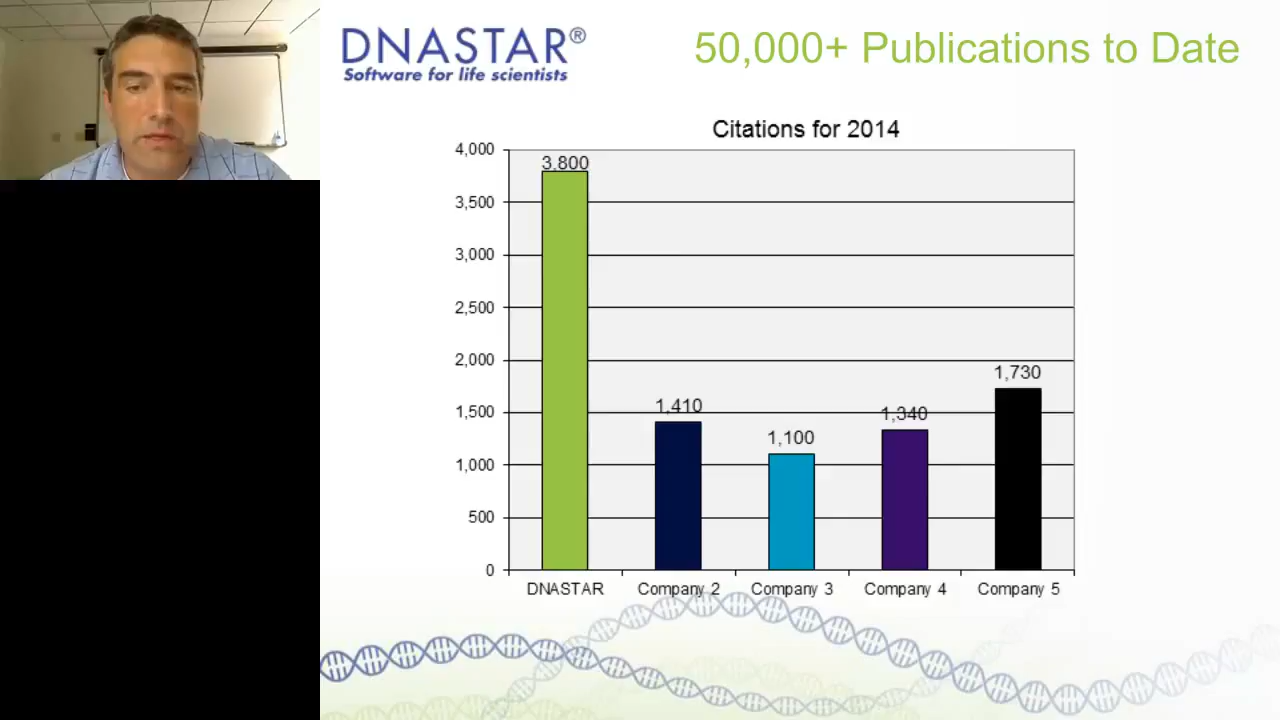 DNASTAR®
Software for life scientists
50,000+ Publications to Date
Citations for 2014
4,000
3,500
3,000
2,500
2,000
1,500
1,000
500
0
3,800
1,410
1,100
1,340
1,730
DNASTAR
Company 2
Company 3
Company 4
Company 5